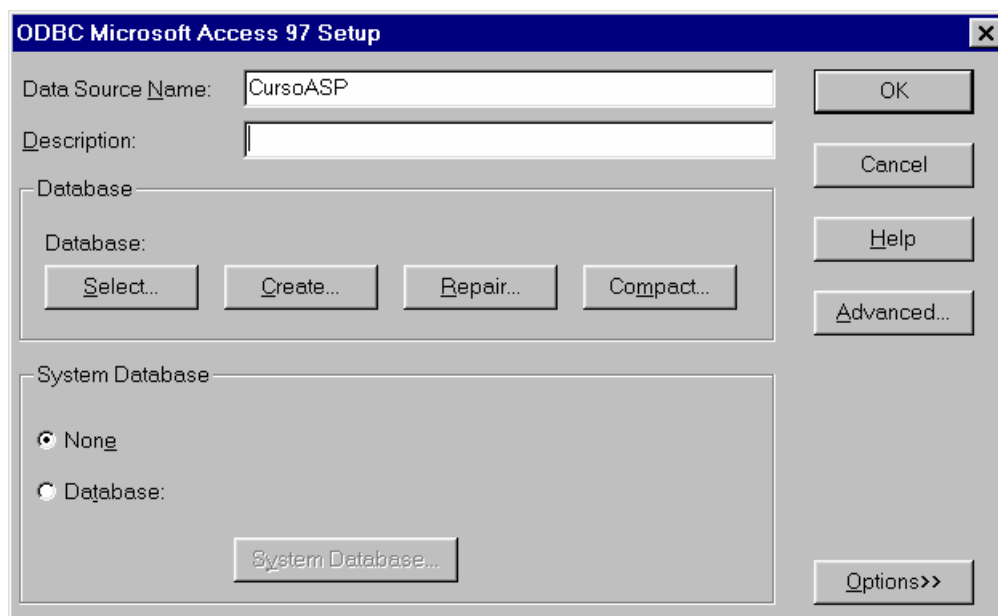 ODBC Microsoft Access 97 Setup
Data Source Name: CursoASP OK
Description:
Cancel
Database
Database:
Help
Select... Create... Repair... Compact...
Advanced...
System Database
None
Database:
System Database...
Options>>